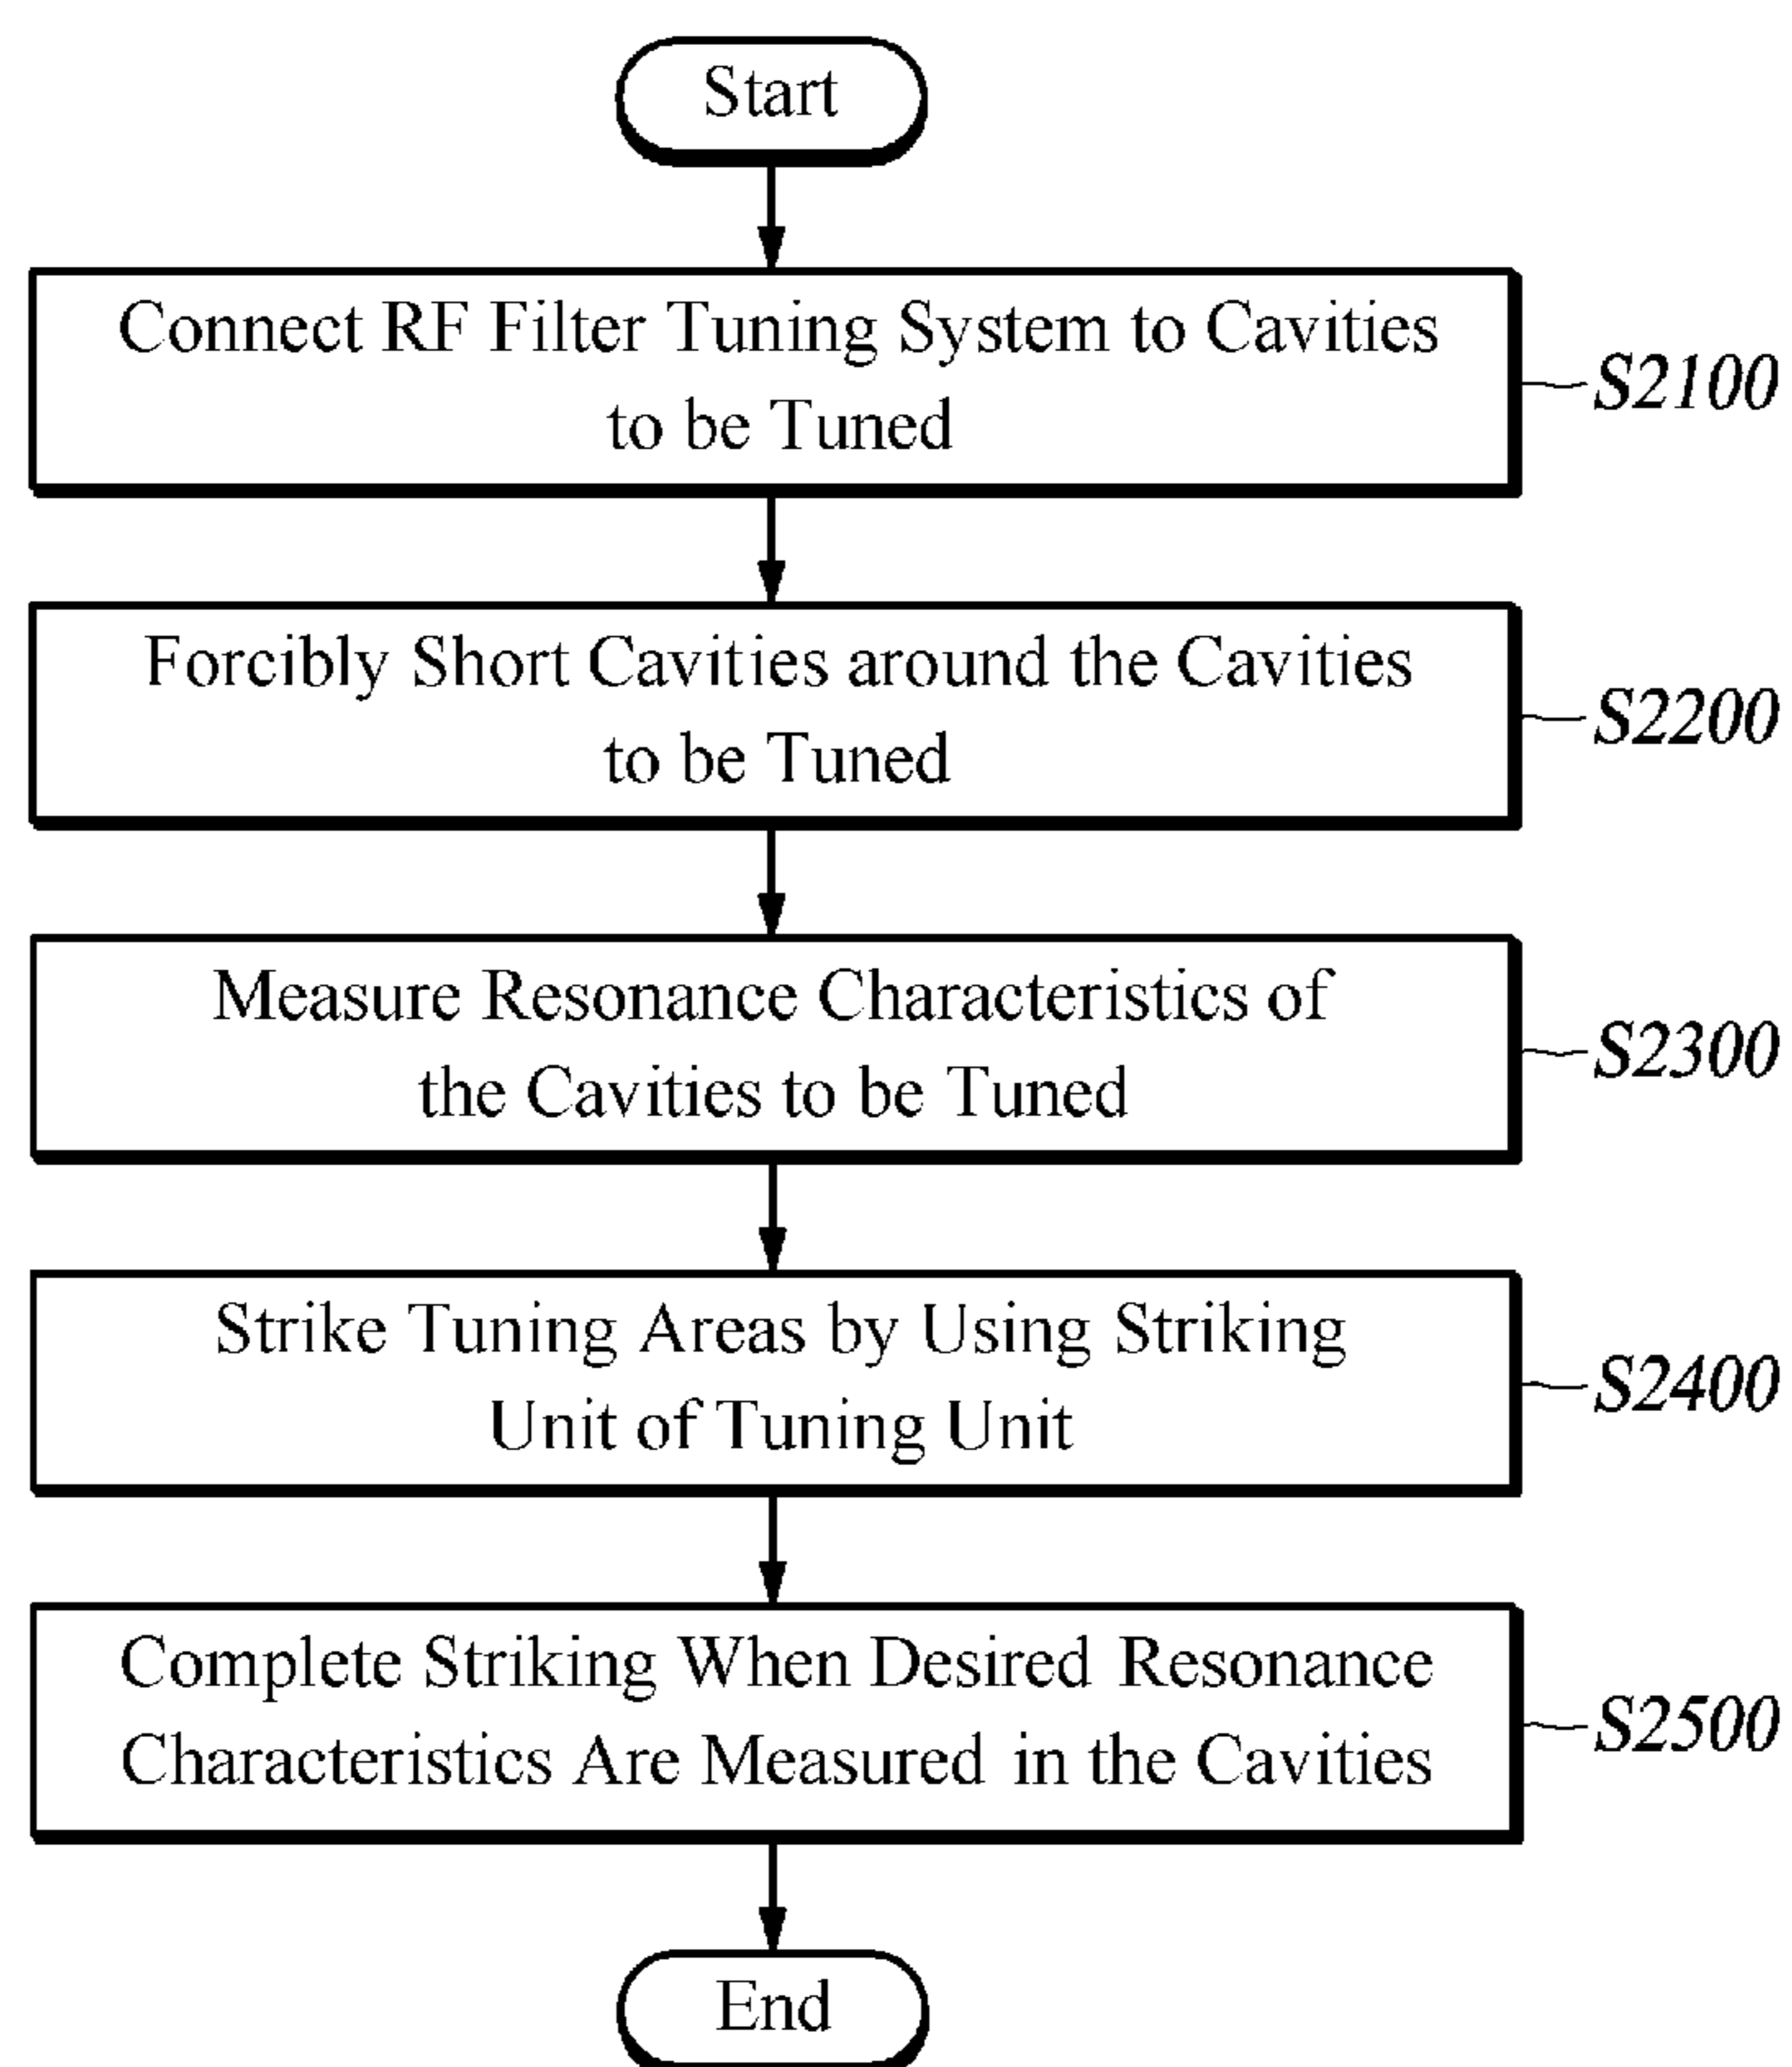 Start
Connect RF Filter Tuning System to Cavities
to be Tuned
S2100
Forcibly Short Cavities around the Cavities
to be Tuned
S2200
Measure Resonance Characteristics of
the Cavities to be Tuned
S2300
Strike Tuning Areas by Using Striking
Unit of Tuning Unit
S2400
Complete Striking When Desired Resonance
Characteristics Are Measured in the Cavities
S2500
End